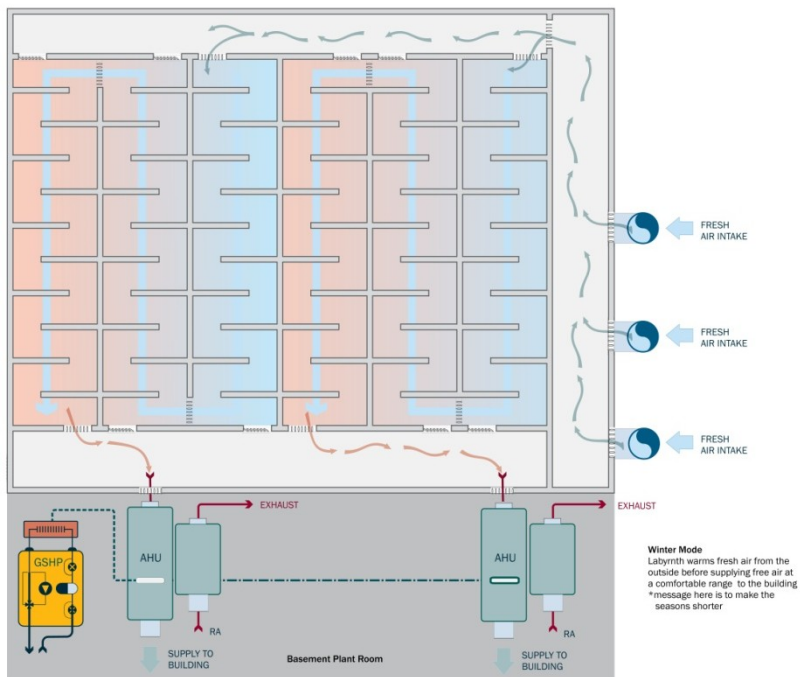 FRESH
AIR INTAKE
FRESH
AIR INTAKE
FRESH
AIR INTAKE
EXHAUST
EXHAUST
GSHP
AHU
AHU
RA
RA
SUPPLY TO
BUILDING
Basement Plant Room
SUPPLY TO
BUILDING
Winter Mode
Labyrnth warms fresh air from the
outside before supplying free air at
a comfortable range to the building
*message here is to make the
seasons shorter